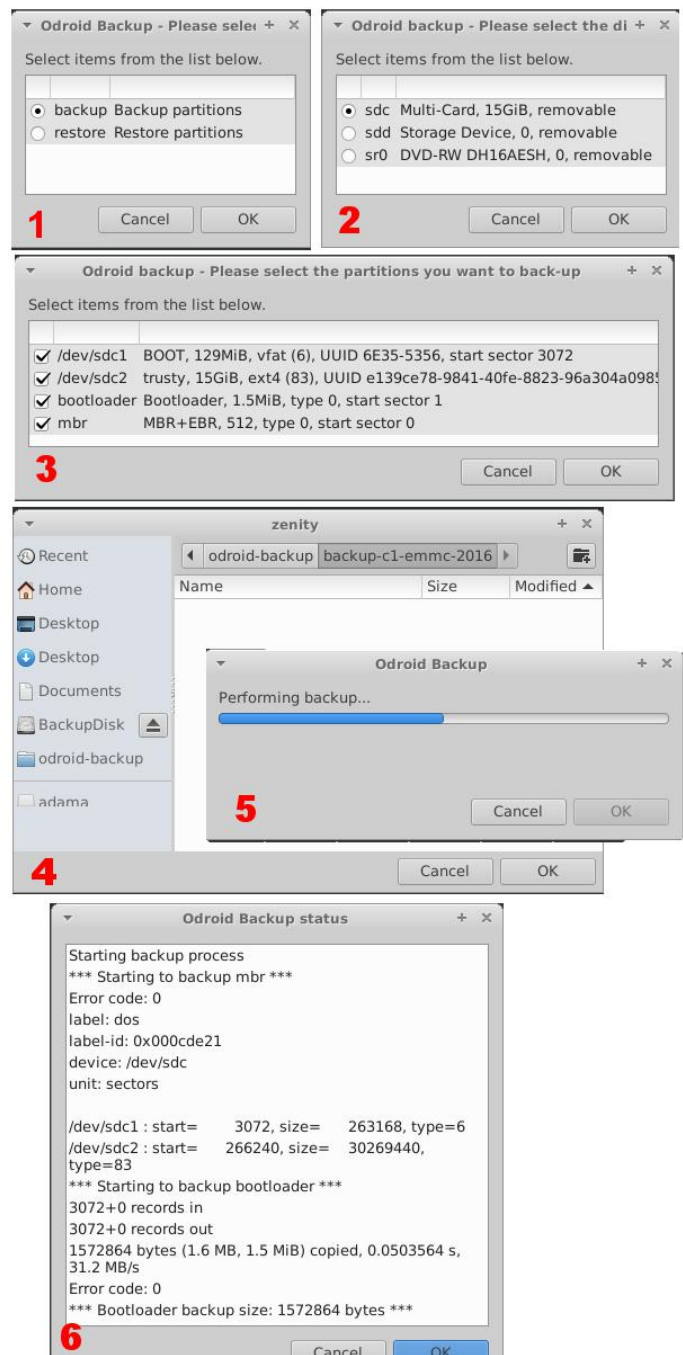 Odroid Backup - Please selec
Select items from the list below.
backup Backup partitions
restore Restore partitions
Cancel OK
1
Odroid backup - Please select the di
Select items from the list below.
sdc Multi-Card, 15GiB, removable
sdd Storage Device, 0, removable
sr0 DVD-RW DH16AESH, 0, removable
Cancel OK
2
Odroid backup - Please select the partitions you want to back-up
Select items from the list below.
/dev/sdc1 BOOT, 129MiB, vfat (6), UUID 6E35-5356, start sector 3072
/dev/sdc2 trusty, 15GiB, ext4 (83), UUID e139ce78-9841-40fe-8823-96a304a0985
bootloader Bootloader, 1.5MiB, type 0, start sector 1
mbr MBR+EBR, 512, type 0, start sector 0
Cancel OK
3
zenity
Recent
Home
Desktop
Desktop
Documents
BackupDisk
odroid-backup
adama
odroid-backup backup-c1-emmc-2016
Name Size Modified
Cancel OK
4
Odroid Backup
Performing backup...
Cancel OK
5
Odroid Backup status
Starting backup process
*** Starting to backup mbr ***
Error code: 0
label: dos
label-id: 0x000cde21
device: /dev/sdc
unit: sectors
/dev/sdc1 : start= 3072, size= 263168, type=6
/dev/sdc2 : start= 266240, size= 30269440,
type=83
*** Starting to backup bootloader ***
3072+0 records in
3072+0 records out
1572864 bytes (1.6 MB, 1.5 MiB) copied, 0.0503564 s,
31.2 MB/s
Error code: 0
*** Bootloader backup size: 1572864 bytes ***
Cancel OK
6